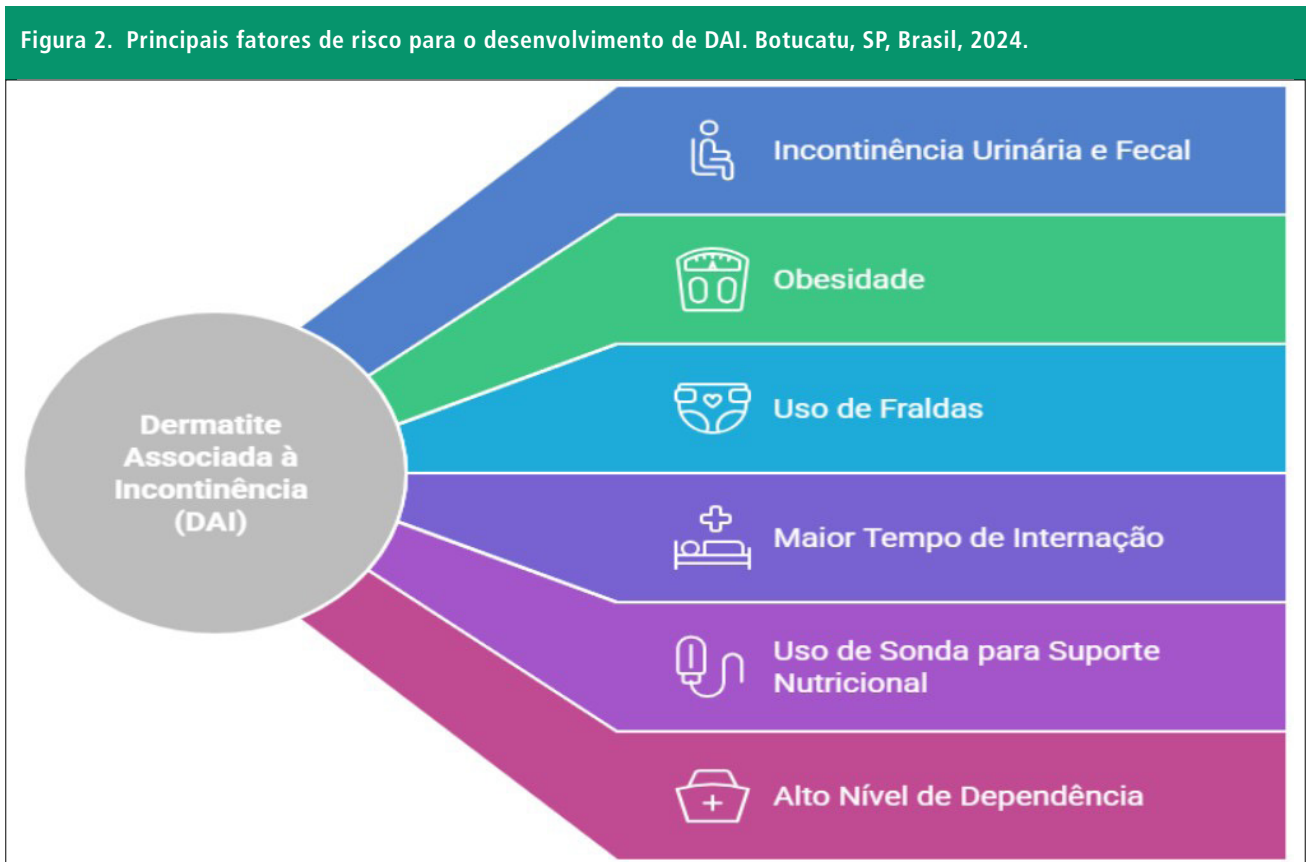 Figura 2. Principais fatores de risco para o desenvolvimento de DAI. Botucatu, SP, Brasil, 2024.
Dermatite
Associada à
Incontinência
(DAI)
Incontinência Urinária e Fecal
Obesidade
Uso de Fraldas
Maior Tempo de Internação
Uso de Sonda para Suporte
Nutricional
Alto Nível de Dependência